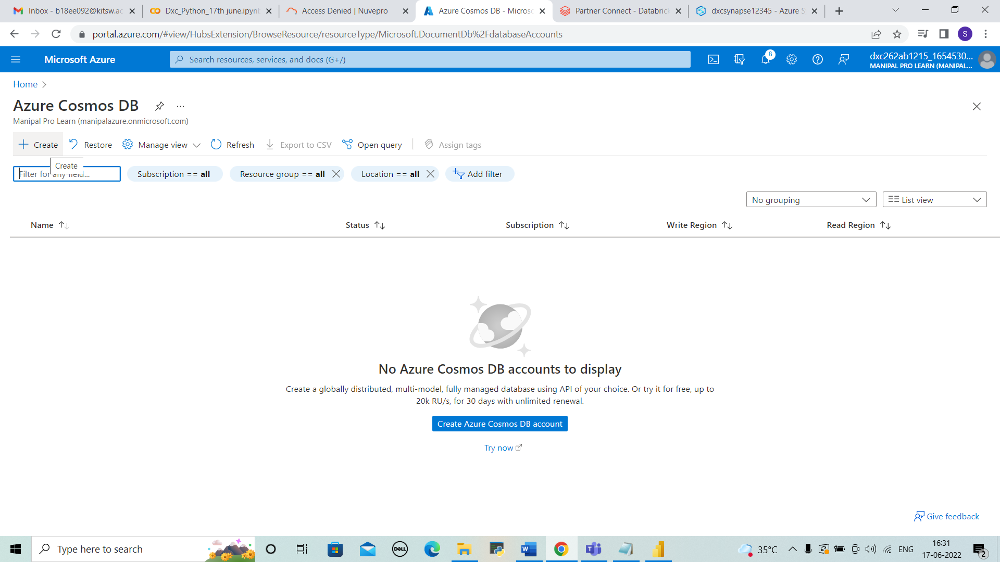 Inbox - b18ee092@kitsw.ac
Dxc_Python_17th june.ipynb
Access Denied | Nuvepro
Azure Cosmos DB - Microso
Partner Connect - Databrick
dxcsynapse12345 - Azure S
portal.azure.com/#view/HubsExtension/BrowseResource/resourceType/Microsoft.DocumentDb%2FdatabaseAccounts
S
Microsoft Azure
Search resources, services, and docs (G+/)
8
dxc262ab1215_1654530...
MANIPAL PRO LEARN (MANIPAL...
Home
Azure Cosmos DB
...
Manipal Pro Learn (manipalazure.onmicrosoft.com)
Create
Restore
Manage view
Refresh
Export to CSV
Open query
Assign tags
Create
Filter for any field...
Subscription == all
Resource group == all
Location == all
Add filter
No grouping
List view
Name
Status
Subscription
Write Region
Read Region
No Azure Cosmos DB accounts to display
Create a globally distributed, multi-model, fully managed database using API of your choice. Or try it for free, up to
20k RU/s, for 30 days with unlimited renewal.
Create Azure Cosmos DB account
Try now
Give feedback
Type here to search
DELL
W
35°C
ENG
16:31
17-06-2022
2